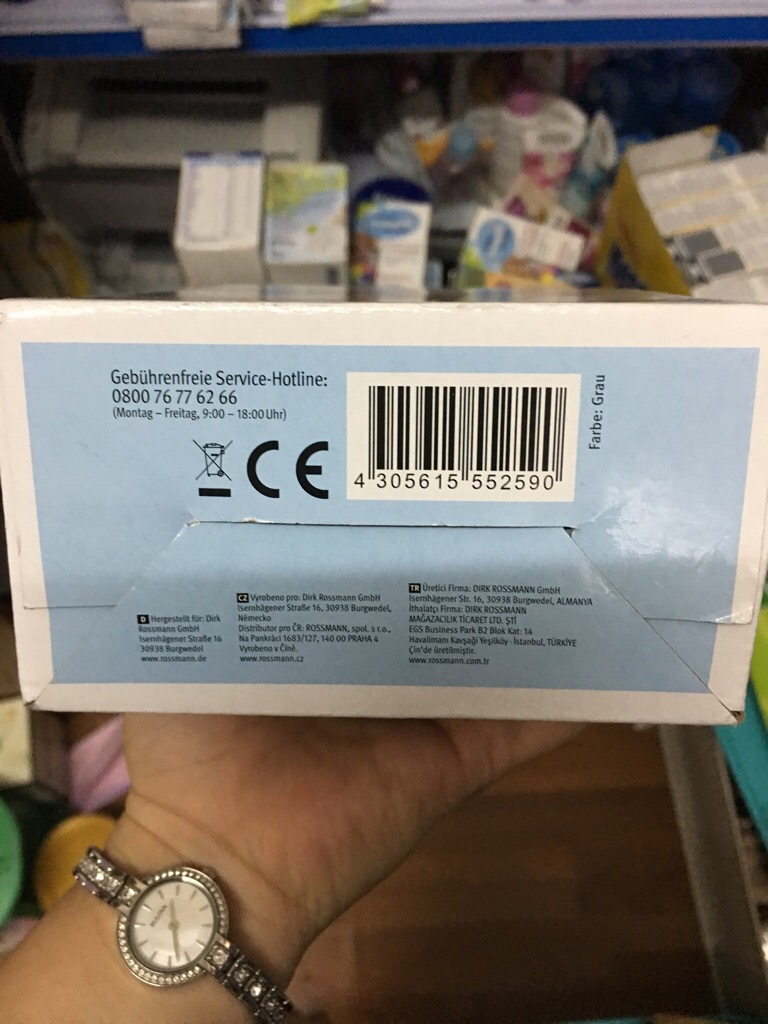 Gebührenfreie Service-Hotline:
0800 76 77 62 66
(Montag – Freitag, 9:00 – 18:00 Uhr)
CE
4 305615 552590
Farbe: Grau
D Hergestellt für: Dirk
Rossmann GmbH
Isernhägener Straße 16
30938 Burgwedel
www.rossmann.de
CZ Vyrobeno pro: Dirk Rossmann GmbH
Isernhägener Straße 16, 30938 Burgwedel,
Německo
Distributor pro ČR: ROSSMANN, spol. s r.o.,
Na Pankráci 1683/127, 140 00 PRAHA 4
Vyrobeno v Číně.
www.rossmann.cz
TR Üretici Firma: DIRK ROSSMANN GmbH
Isernhägener Str. 16, 30938 Burgwedel, ALMANYA
İthalatçı Firma: DIRK ROSSMANN
MAĞAZACILIK TİCARET LTD. ŞTİ
EGS Business Park B2 Blok Kat: 14
Havalimanı Kavşağı Yeşilköy - İstanbul, TÜRKİYE
Çin'de üretilmiştir.
www.rossmann.com.tr